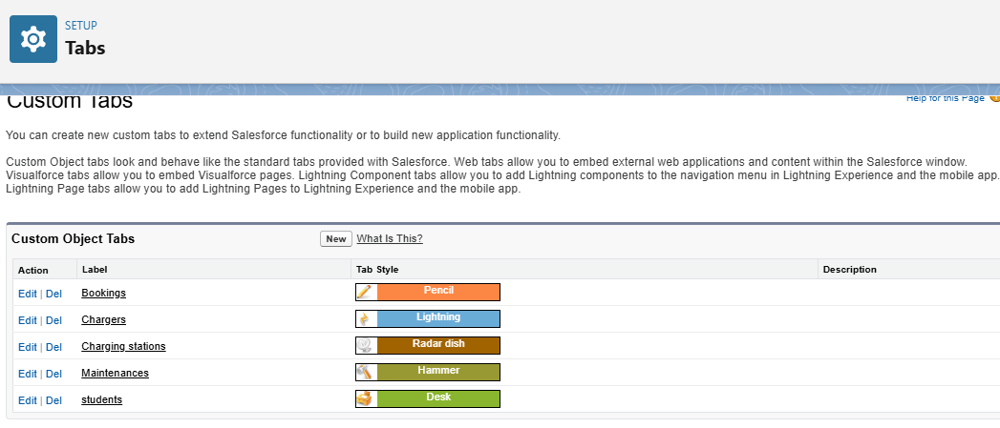 SETUP
Tabs
Custom Tabs
Help for this Page
You can create new custom tabs to extend Salesforce functionality or to build new application functionality.
Custom Object tabs look and behave like the standard tabs provided with Salesforce. Web tabs allow you to embed external web applications and content within the Salesforce window.
Visualforce tabs allow you to embed Visualforce pages. Lightning Component tabs allow you to add Lightning components to the navigation menu in Lightning Experience and the mobile app.
Lightning Page tabs allow you to add Lightning Pages to Lightning Experience and the mobile app.
Custom Object Tabs New What Is This?
Action Label Tab Style Description
Edit | Del Bookings Pencil
Edit | Del Chargers Lightning
Edit | Del Charging stations Radar dish
Edit | Del Maintenances Hammer
Edit | Del students Desk